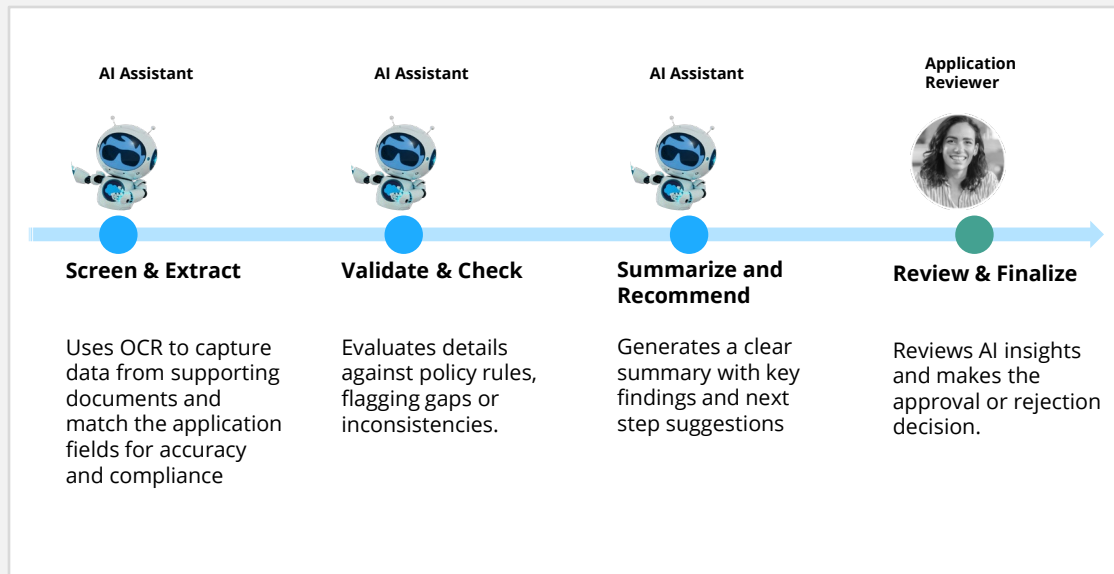 AI Assistant
AI Assistant
AI Assistant
Application
Reviewer
Screen & Extract
Validate & Check
Summarize and
Recommend
Review & Finalize
Uses OCR to capture
data from supporting
documents and
match the application
fields for accuracy
and compliance
Evaluates details
against policy rules,
flagging gaps or
inconsistencies.
Generates a clear
summary with key
findings and next
step suggestions
Reviews AI insights
and makes the
approval or rejection
decision.